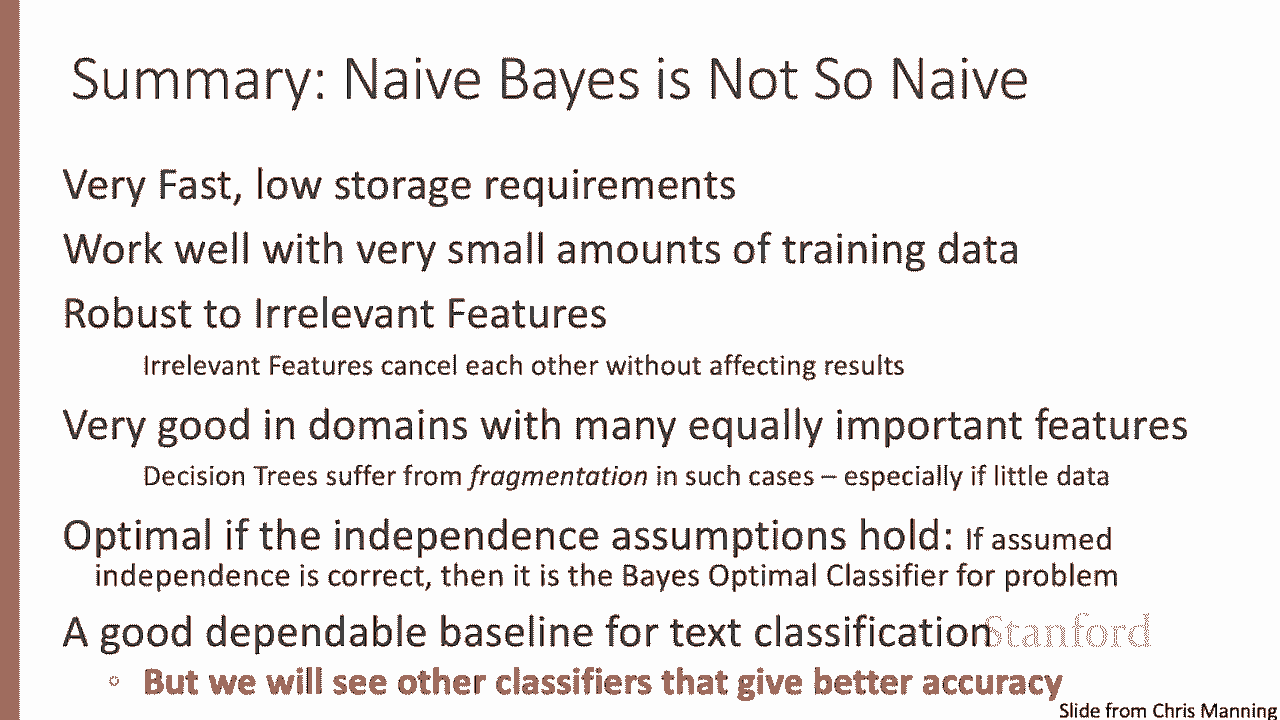 Summary: Naive Bayes is Not So Naive
Very Fast, low storage requirements
Work well with very small amounts of training data
Robust to Irrelevant Features
Irrelevant Features cancel each other without affecting results
Very good in domains with many equally important features
Decision Trees suffer from fragmentation in such cases – especially if little data
Optimal if the independence assumptions hold: If assumed
independence is correct, then it is the Bayes Optimal Classifier for problem
A good dependable baseline for text classification
Stanford
◦ But we will see other classifiers that give better accuracy
Slide from Chris Manning